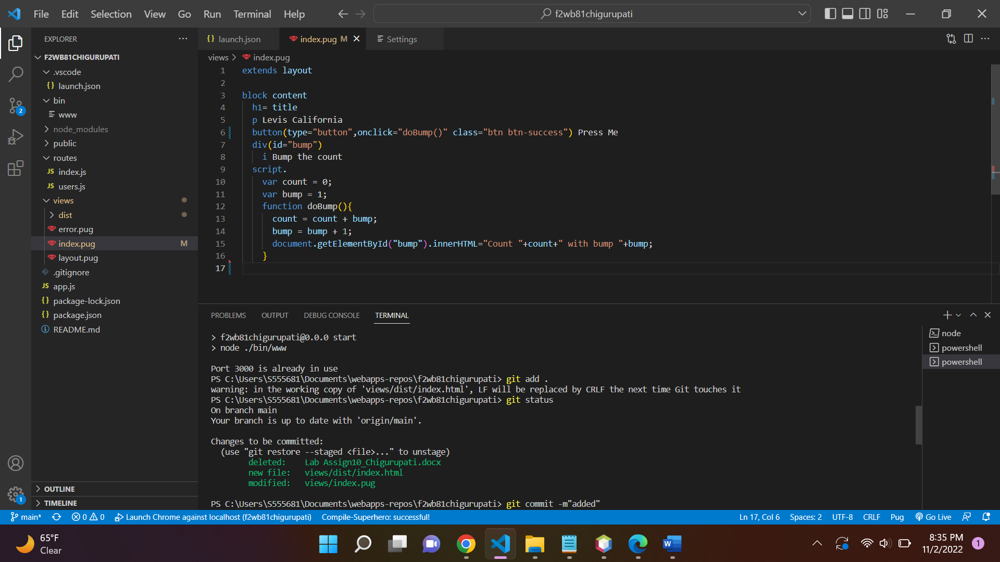 File Edit Selection View Go Run Terminal Help
f2wb81chigurupati
EXPLORER
F2WB81CHIGURUPATI
.vscode
{} launch.json
bin
www
node_modules
public
routes
JS index.js
JS users.js
views
dist
error.pug
index.pug M
layout.pug
.gitignore
JS app.js
{} package-lock.json
{} package.json
README.md
OUTLINE
TIMELINE
2
1
{} launch.json
index.pug M
Settings
views > index.pug
1 extends layout
2
3 block content
4 h1= title
5 p Levis California
6 button(type="button",onclick="doBump()" class="btn btn-success") Press Me
7 div(id="bump")
8 i Bump the count
9 script.
10 var count = 0;
11 var bump = 1;
12 function doBump(){
13 count = count + bump;
14 bump = bump + 1;
15 document.getElementById("bump").innerHTML="Count "+count+" with bump "+bump;
16 }
17
PROBLEMS OUTPUT DEBUG CONSOLE TERMINAL
> f2wb81chigurupati@0.0.0 start
> node ./bin/www
Port 3000 is already in use
PS C:\Users\S555681\Documents\webapps-repos\f2wb81chigurupati> git add .
warning: in the working copy of 'views/dist/index.html', LF will be replaced by CRLF the next time Git touches it
PS C:\Users\S555681\Documents\webapps-repos\f2wb81chigurupati> git status
On branch main
Your branch is up to date with 'origin/main'.
Changes to be committed:
(use "git restore --staged <file>..." to unstage)
deleted: Lab Assign10_Chigurupati.docx
new file: views/dist/index.html
modified: views/index.pug
PS C:\Users\S555681\Documents\webapps-repos\f2wb81chigurupati> git commit -m"added"
node
powershell
powershell
main* 0 0 Launch Chrome against localhost (f2wb81chigurupati) Compile-Superhero: successful! Ln 17, Col 6 Spaces: 2 UTF-8 CRLF Pug Go Live
65°F
Clear
W
8:35 PM
11/2/2022
1